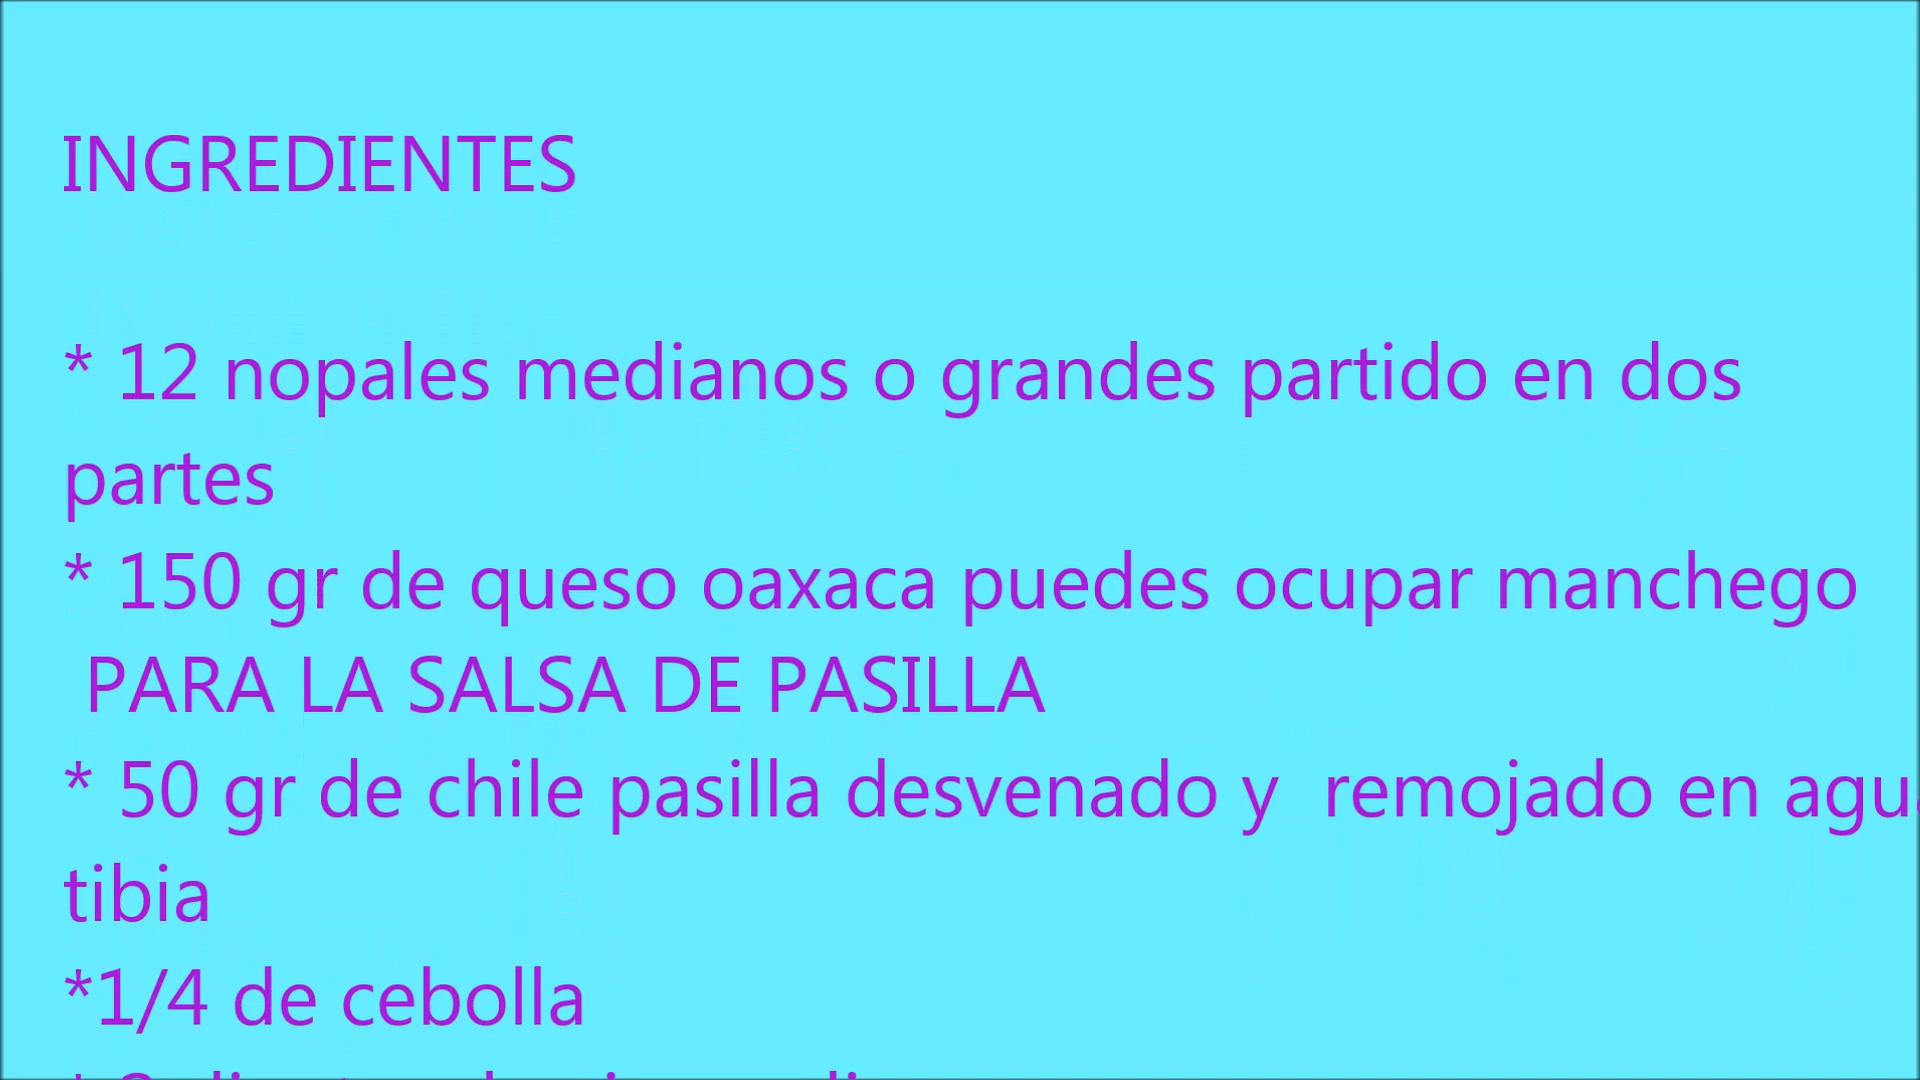 INGREDIENTES
* 12 nopales medianos o grandes partido en dos
partes
* 150 gr de queso oaxaca puedes ocupar manchego
PARA LA SALSA DE PASILLA
* 50 gr de chile pasilla desvenado y  remojado en agu
tibia
*1/4 de cebolla